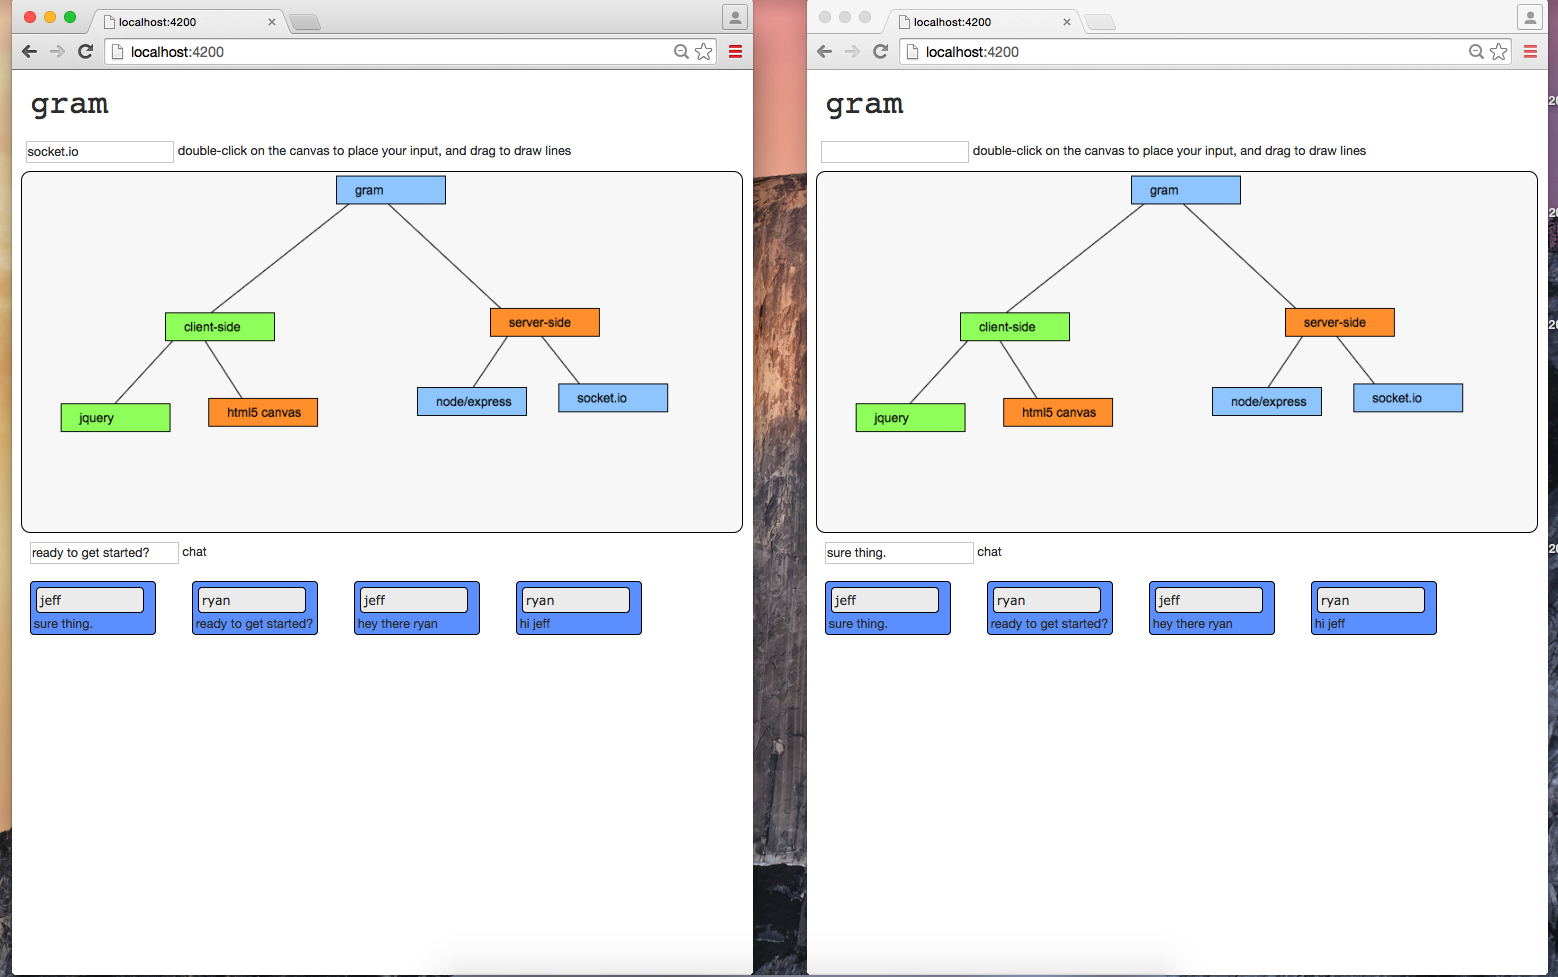 localhost:4200
localhost:4200
gram
socket.io double-click on the canvas to place your input, and drag to draw lines
gram
client-side
server-side
node/express
socket.io
jquery
html5 canvas
ready to get started? chat
jeff
sure thing.
ryan
ready to get started?
jeff
hey there ryan
ryan
hi jeff
localhost:4200
localhost:4200
gram
double-click on the canvas to place your input, and drag to draw lines
gram
client-side
server-side
node/express
socket.io
jquery
html5 canvas
sure thing. chat
jeff
sure thing.
ryan
ready to get started?
jeff
hey there ryan
ryan
hi jeff